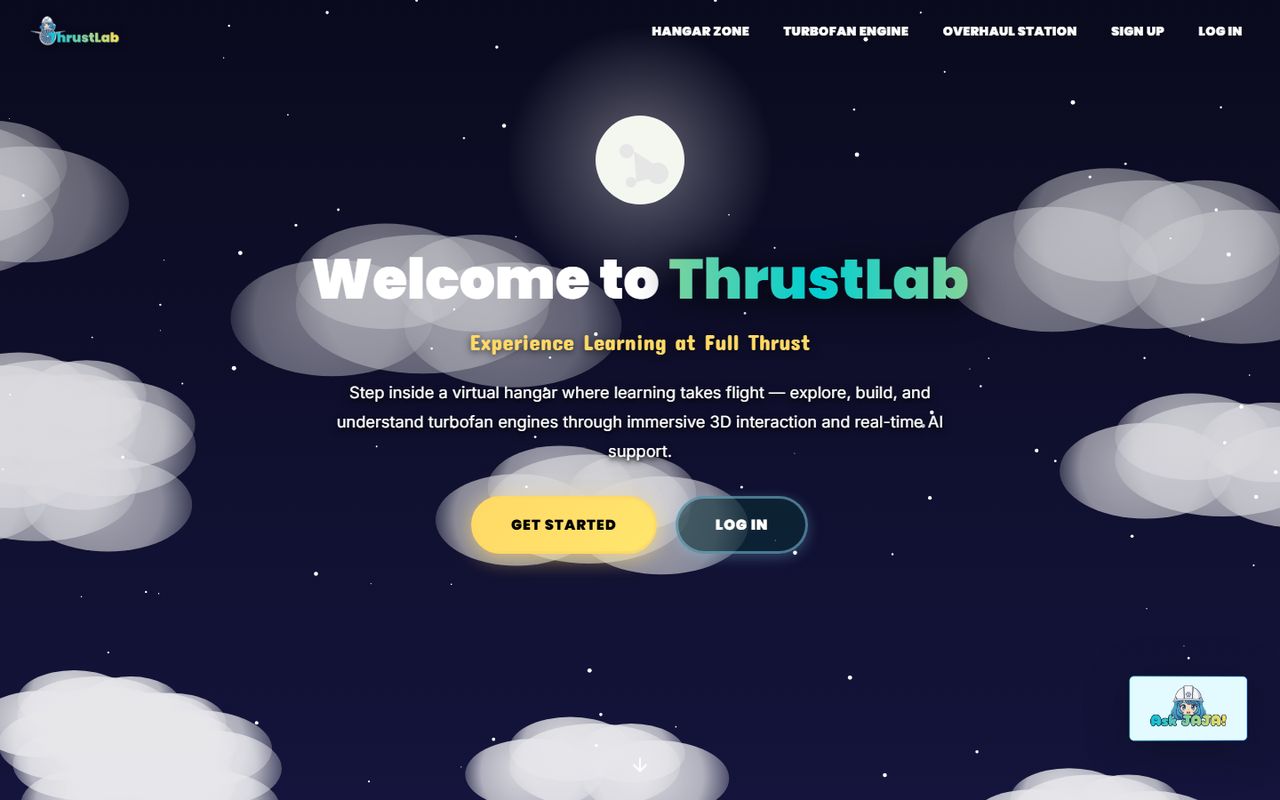 ThrustLab
HANGAR ZONE
TURBOFAN ENGINE
OVERHAUL STATION
SIGN UP
LOG IN
Welcome to ThrustLab
Experience Learning at Full Thrust
Step inside a virtual hangar where learning takes flight — explore, build, and
understand turbofan engines through immersive 3D interaction and real-time AI
support.
GET STARTED
LOG IN
Ask JAJA!